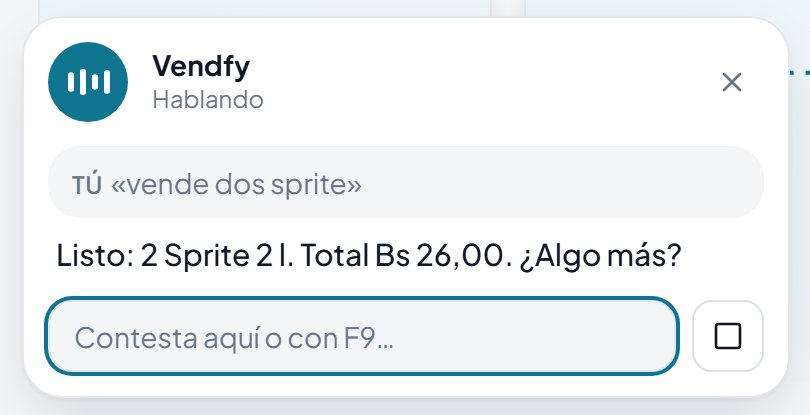 Vendfy
Hablando
TÚ «vende dos sprite»
Listo: 2 Sprite 2 l. Total Bs 26,00. ¿Algo más?
Contesta aquí o con F9...